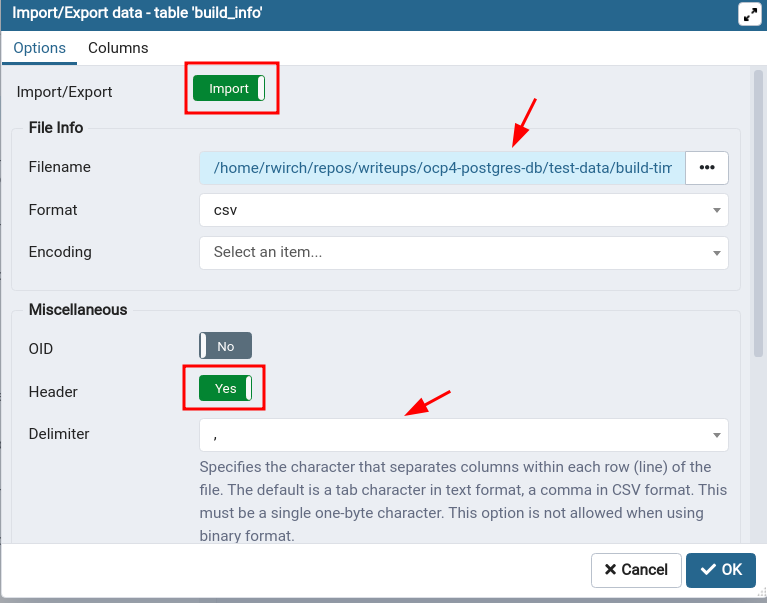 Import/Export data - table 'build_info'
Options Columns
Import/Export Import
File Info
Filename /home/rwirch/repos/writeups/ocp4-postgres-db/test-data/build-tim
Format csv
Encoding Select an item...
Miscellaneous
OID No
Header Yes
Delimiter ,
Specifies the character that separates columns within each row (line) of the
file. The default is a tab character in text format, a comma in CSV format. This
must be a single one-byte character. This option is not allowed when using
binary format.
Cancel OK